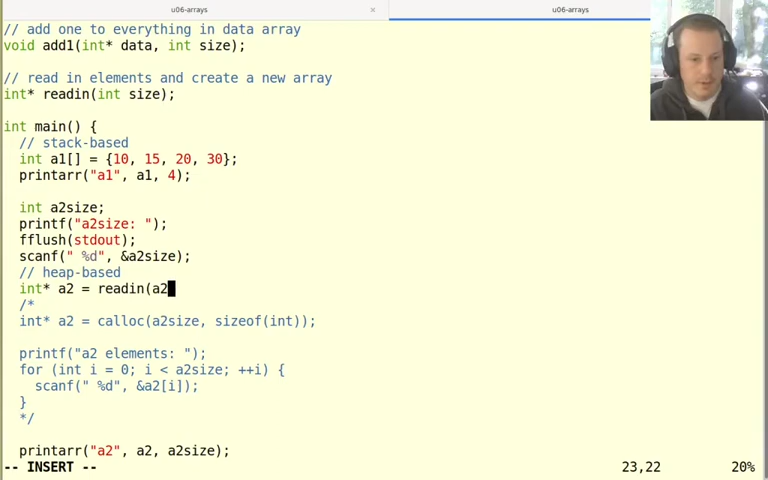 u06-arrays × u06-arrays
// add one to everything in data array
void add1(int* data, int size);
// read in elements and create a new array
int* readin(int size);
int main() {
// stack-based
int a1[] = {10, 15, 20, 30};
printarr("a1", a1, 4);
int a2size;
printf("a2size: ");
fflush(stdout);
scanf(" %d", &a2size);
// heap-based
int* a2 = readin(a2
/*
int* a2 = calloc(a2size, sizeof(int));
printf("a2 elements: ");
for (int i = 0; i < a2size; ++i) {
scanf(" %d", &a2[i]);
}
*/
printarr("a2", a2, a2size);
-- INSERT -- 23,22 20%